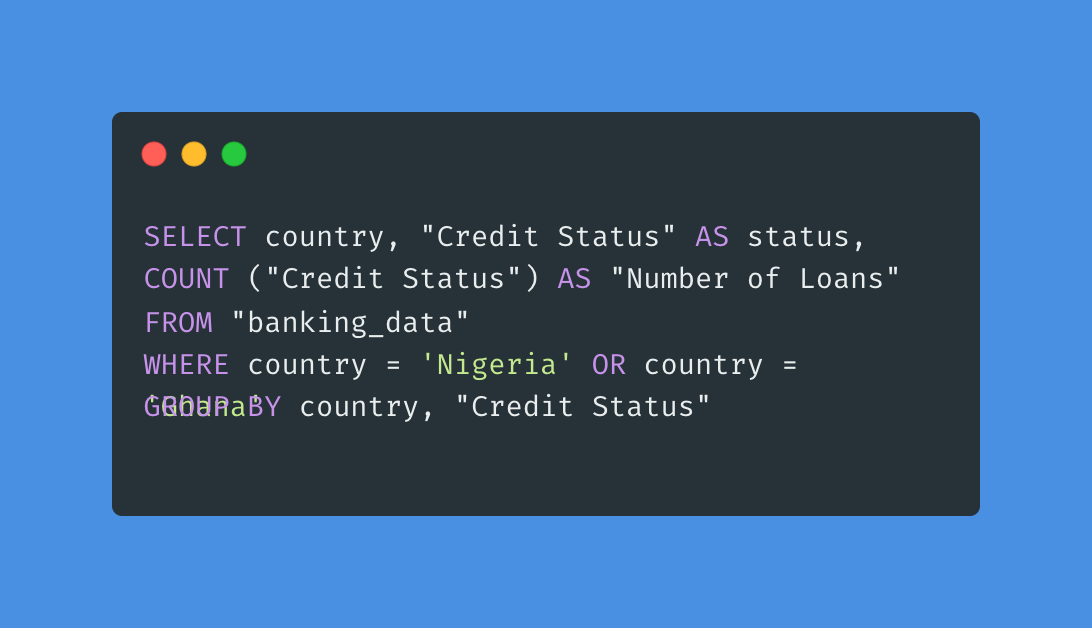 SELECT country, "Credit Status" AS status,
COUNT ("Credit Status") AS "Number of Loans"
FROM "banking_data"
WHERE country = 'Nigeria' OR country =
'Ghana'
GROUP BY country, "Credit Status"